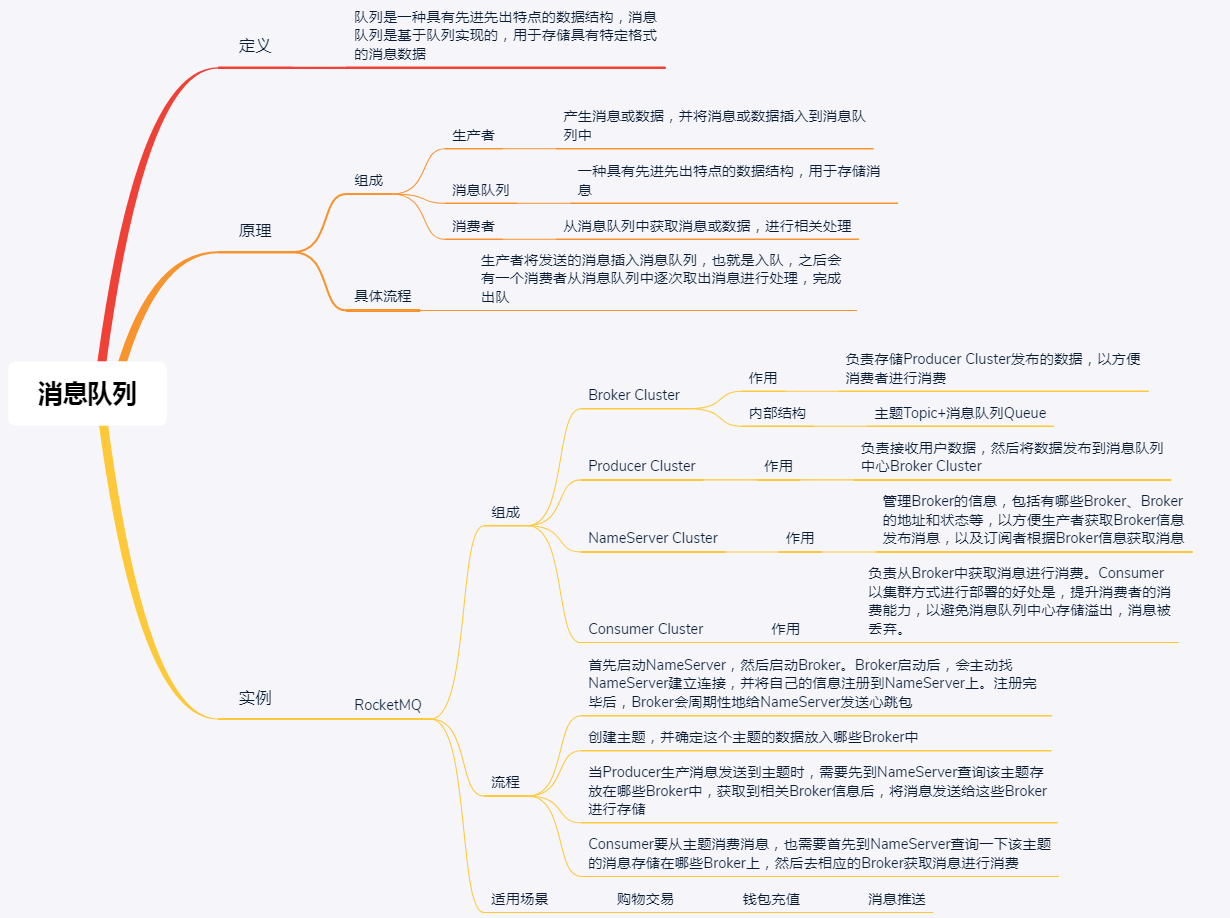 消息队列
定义
队列是一种具有先进先出特点的数据结构，消息
队列是基于队列实现的，用于存储具有特定格式
的消息数据
原理
组成
生产者
产生消息或数据，并将消息或数据插入到消息队
列中
消息队列
一种具有先进先出特点的数据结构，用于存储消
息
消费者
从消息队列中获取消息或数据，进行相关处理
具体流程
生产者将发送的消息插入消息队列，也就是入队，之后会
有一个消费者从消息队列中逐次取出消息进行处理，完成
出队
实例
RocketMQ
组成
Broker Cluster
作用
负责存储Producer Cluster发布的数据，以方便
消费者进行消费
内部结构
主题Topic+消息队列Queue
Producer Cluster
作用
负责接收用户数据，然后将数据发布到消息队列
中心Broker Cluster
NameServer Cluster
作用
管理Broker的信息，包括有哪些Broker、Broker
的地址和状态等，以方便生产者获取Broker信息
发布消息，以及订阅者根据Broker信息获取消息
Consumer Cluster
作用
负责从Broker中获取消息进行消费。Consumer
以集群方式进行部署的好处是，提升消费者的消
费能力，以避免消息队列中心存储溢出，消息被
丢弃。
流程
首先启动NameServer，然后启动Broker。Broker启动后，会主动找
NameServer建立连接，并将自己的信息注册到NameServer上。注册完
毕后，Broker会周期性地给NameServer发送心跳包
创建主题，并确定这个主题的数据放入哪些Broker中
当Producer生产消息发送到主题时，需要先到NameServer查询该主题存
放在哪些Broker中，获取到相关Broker信息后，将消息发送给这些Broker
进行存储
Consumer要从主题消费消息，也需要首先到NameServer查询一下该主题
的消息存储在哪些Broker上，然后去相应的Broker获取消息进行消费
适用场景
购物交易
钱包充值
消息推送